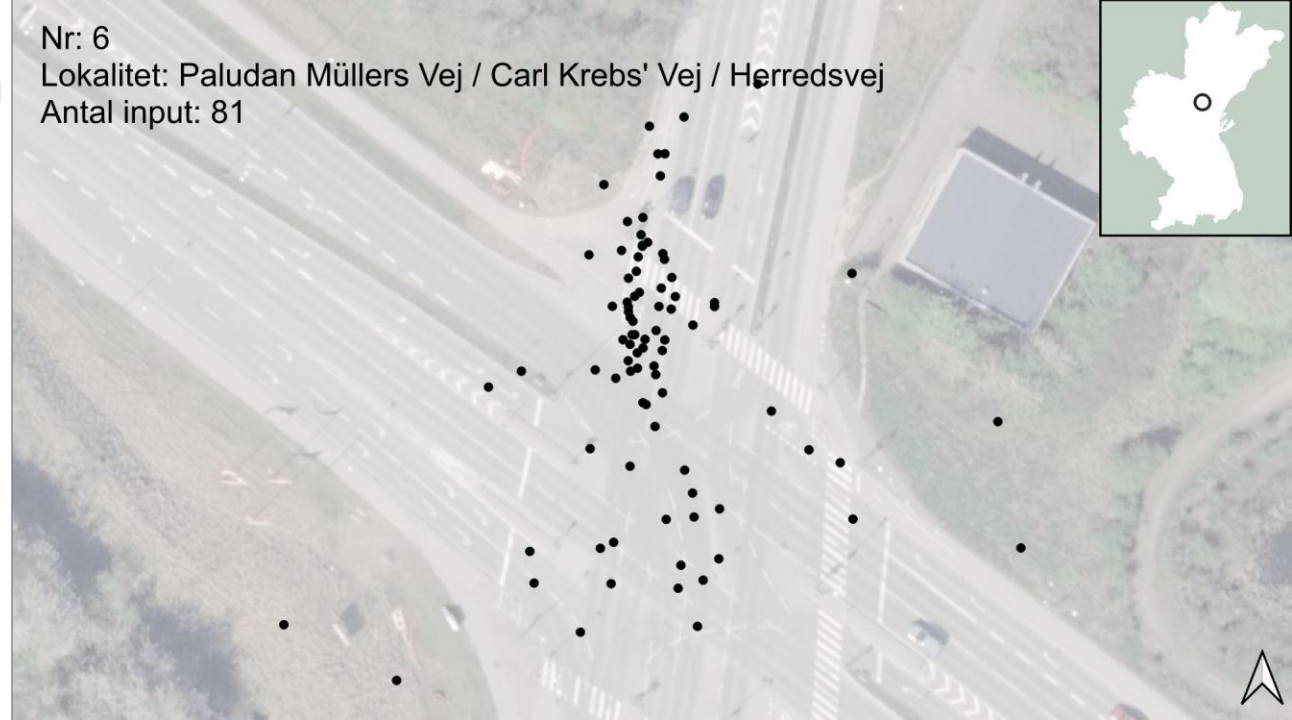 Nr: 6
Lokalitet: Paludan Müllers Vej / Carl Krebs' Vej / Herredsvej
Antal input: 81